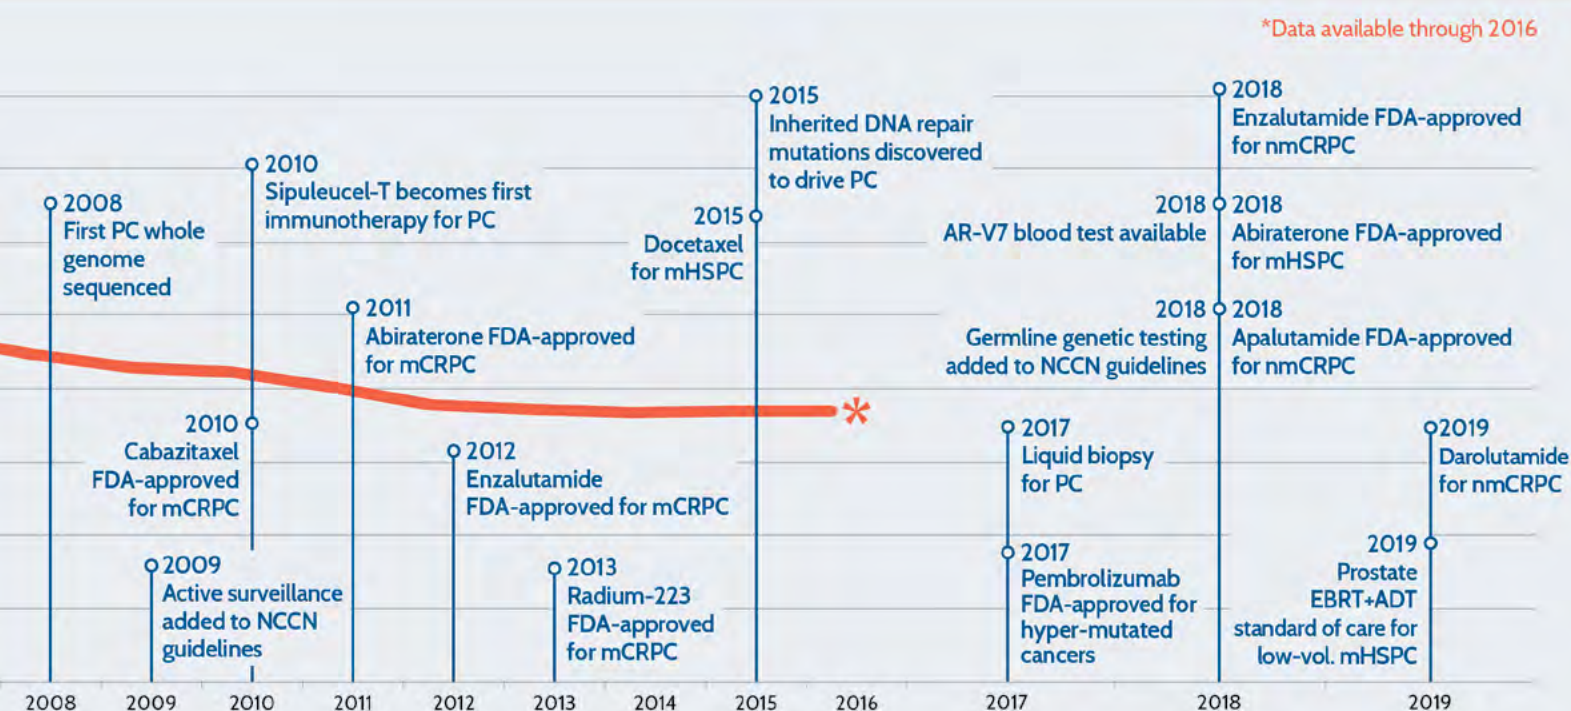 *Data available through 2016
2008
First PC whole
genome
sequenced
2009
Active surveillance
added to NCCN
guidelines
2010
Sipuleucel-T becomes first
immunotherapy for PC
2010
Cabazitaxel
FDA-approved
for mCRPC
2011
Abiraterone FDA-approved
for mCRPC
2012
Enzalutamide
FDA-approved for mCRPC
2013
Radium-223
FDA-approved
for mCRPC
2015
Inherited DNA repair
mutations discovered
to drive PC
2015
Docetaxel
for mHSPC
*
2017
Liquid biopsy
for PC
2017
Pembrolizumab
FDA-approved for
hyper-mutated
cancers
2018
Enzalutamide FDA-approved
for nmCRPC
2018
AR-V7 blood test available
2018
Abiraterone FDA-approved
for mHSPC
2018
Germline genetic testing
added to NCCN guidelines
2018
Apalutamide FDA-approved
for nmCRPC
2019
Darolutamide
for nmCRPC
2019
Prostate
EBRT+ADT
standard of care for
low-vol. mHSPC
2008 2009 2010 2011 2012 2013 2014 2015 2016 2017 2018 2019